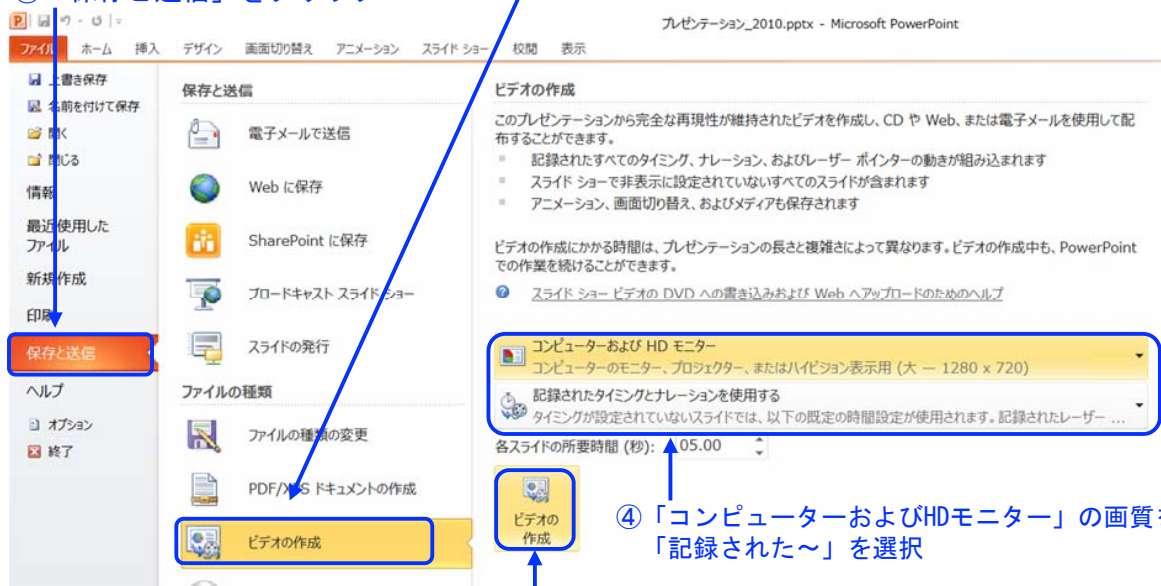 「保存と送信」をクリック
プレゼンテーション_2010.pptx - Microsoft PowerPoint
ファイル ホーム 挿入 デザイン 画面切り替え アニメーション スライド ショー 校閲 表示
上書き保存
名前を付けて保存
開く
閉じる
情報
最近使用した
ファイル
新規作成
印刷
保存と送信
ヘルプ
オプション
終了
保存と送信
電子メールで送信
Web に保存
SharePoint に保存
ブロードキャスト スライド ショー
スライドの発行
ファイルの種類
ファイルの種類の変更
PDF/XPS ドキュメントの作成
ビデオの作成
ビデオの作成
このプレゼンテーションから完全な再現性が維持されたビデオを作成し、CD や Web、または電子メールを使用して配
布することができます。
記録されたすべてのタイミング、ナレーション、およびレーザー ポインターの動きが組み込まれます
スライド ショーで非表示に設定されていないすべてのスライドが含まれます
アニメーション、画面切り替え、およびメディアも保存されます
ビデオの作成にかかる時間は、プレゼンテーションの長さと複雑さによって異なります。ビデオの作成中も、PowerPoint
での作業を続けることができます。
スライド ショー ビデオの DVD への書き込みおよび Web へアップロードのためのヘルプ
コンピューターおよび HD モニター
コンピューターのモニター、プロジェクター、またはハイビジョン表示用 (大 － 1280 x 720)
記録されたタイミングとナレーションを使用する
タイミングが設定されていないスライドでは、以下の既定の時間設定が使用されます。記録されたレーザー ...
各スライドの所要時間 (秒): 05.00
ビデオの
作成
④「コンピューターおよびHDモニター」の画質を
「記録された～」を選択